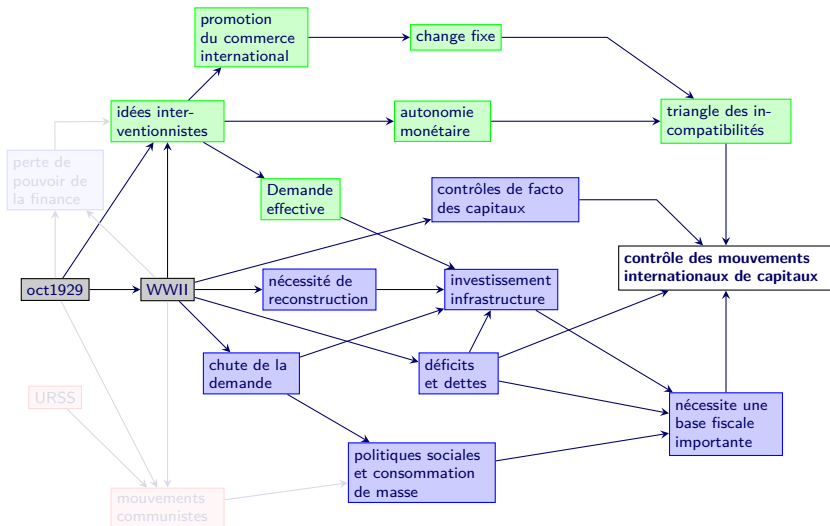 promotion
du commerce
international
change fixe
idées inter-
ventionnistes
autonomie
monétaire
triangle des in-
compatibilités
perte de
pouvoir de
la finance
Demande
effective
contrôles de facto
des capitaux
contrôle des mouvements
internationaux de capitaux
oct1929
WWII
nécessité de
reconstruction
investissement
infrastructure
chute de la
demande
déficits
et dettes
URSS
nécessite une
base fiscale
importante
politiques sociales
et consommation
de masse
mouvements
communistes